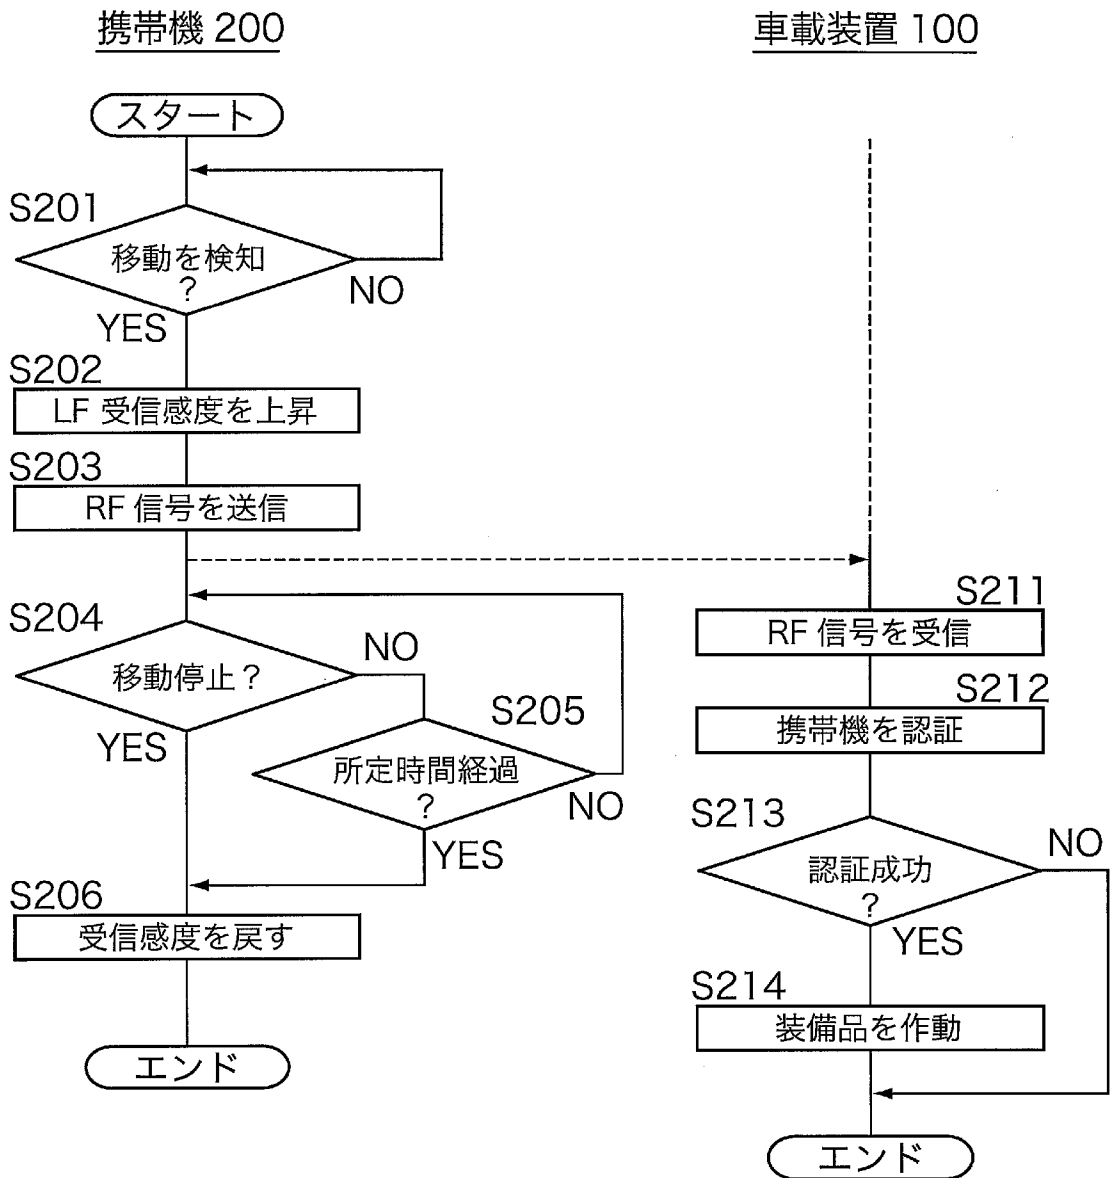 携帯機 200
スタート
S201
移動を検知
?
NO
YES
S202
LF 受信感度を上昇
S203
RF 信号を送信
S204
移動停止?
NO
YES
S205
所定時間経過
?
NO
YES
S206
受信感度を戻す
エンド
車載装置 100
S211
RF 信号を受信
S212
携帯機を認証
S213
認証成功
?
NO
YES
S214
装備品を作動
エンド